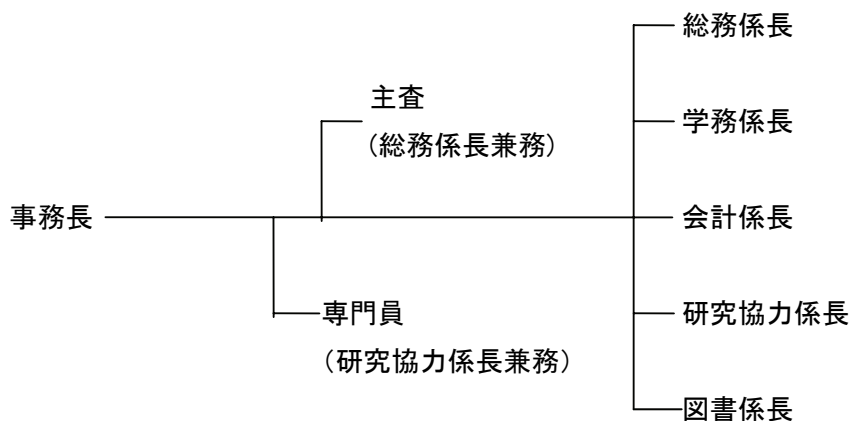 総務係長
主査
(総務係長兼務)
学務係長
事務長
会計係長
専門員
(研究協力係長兼務)
研究協力係長
図書係長